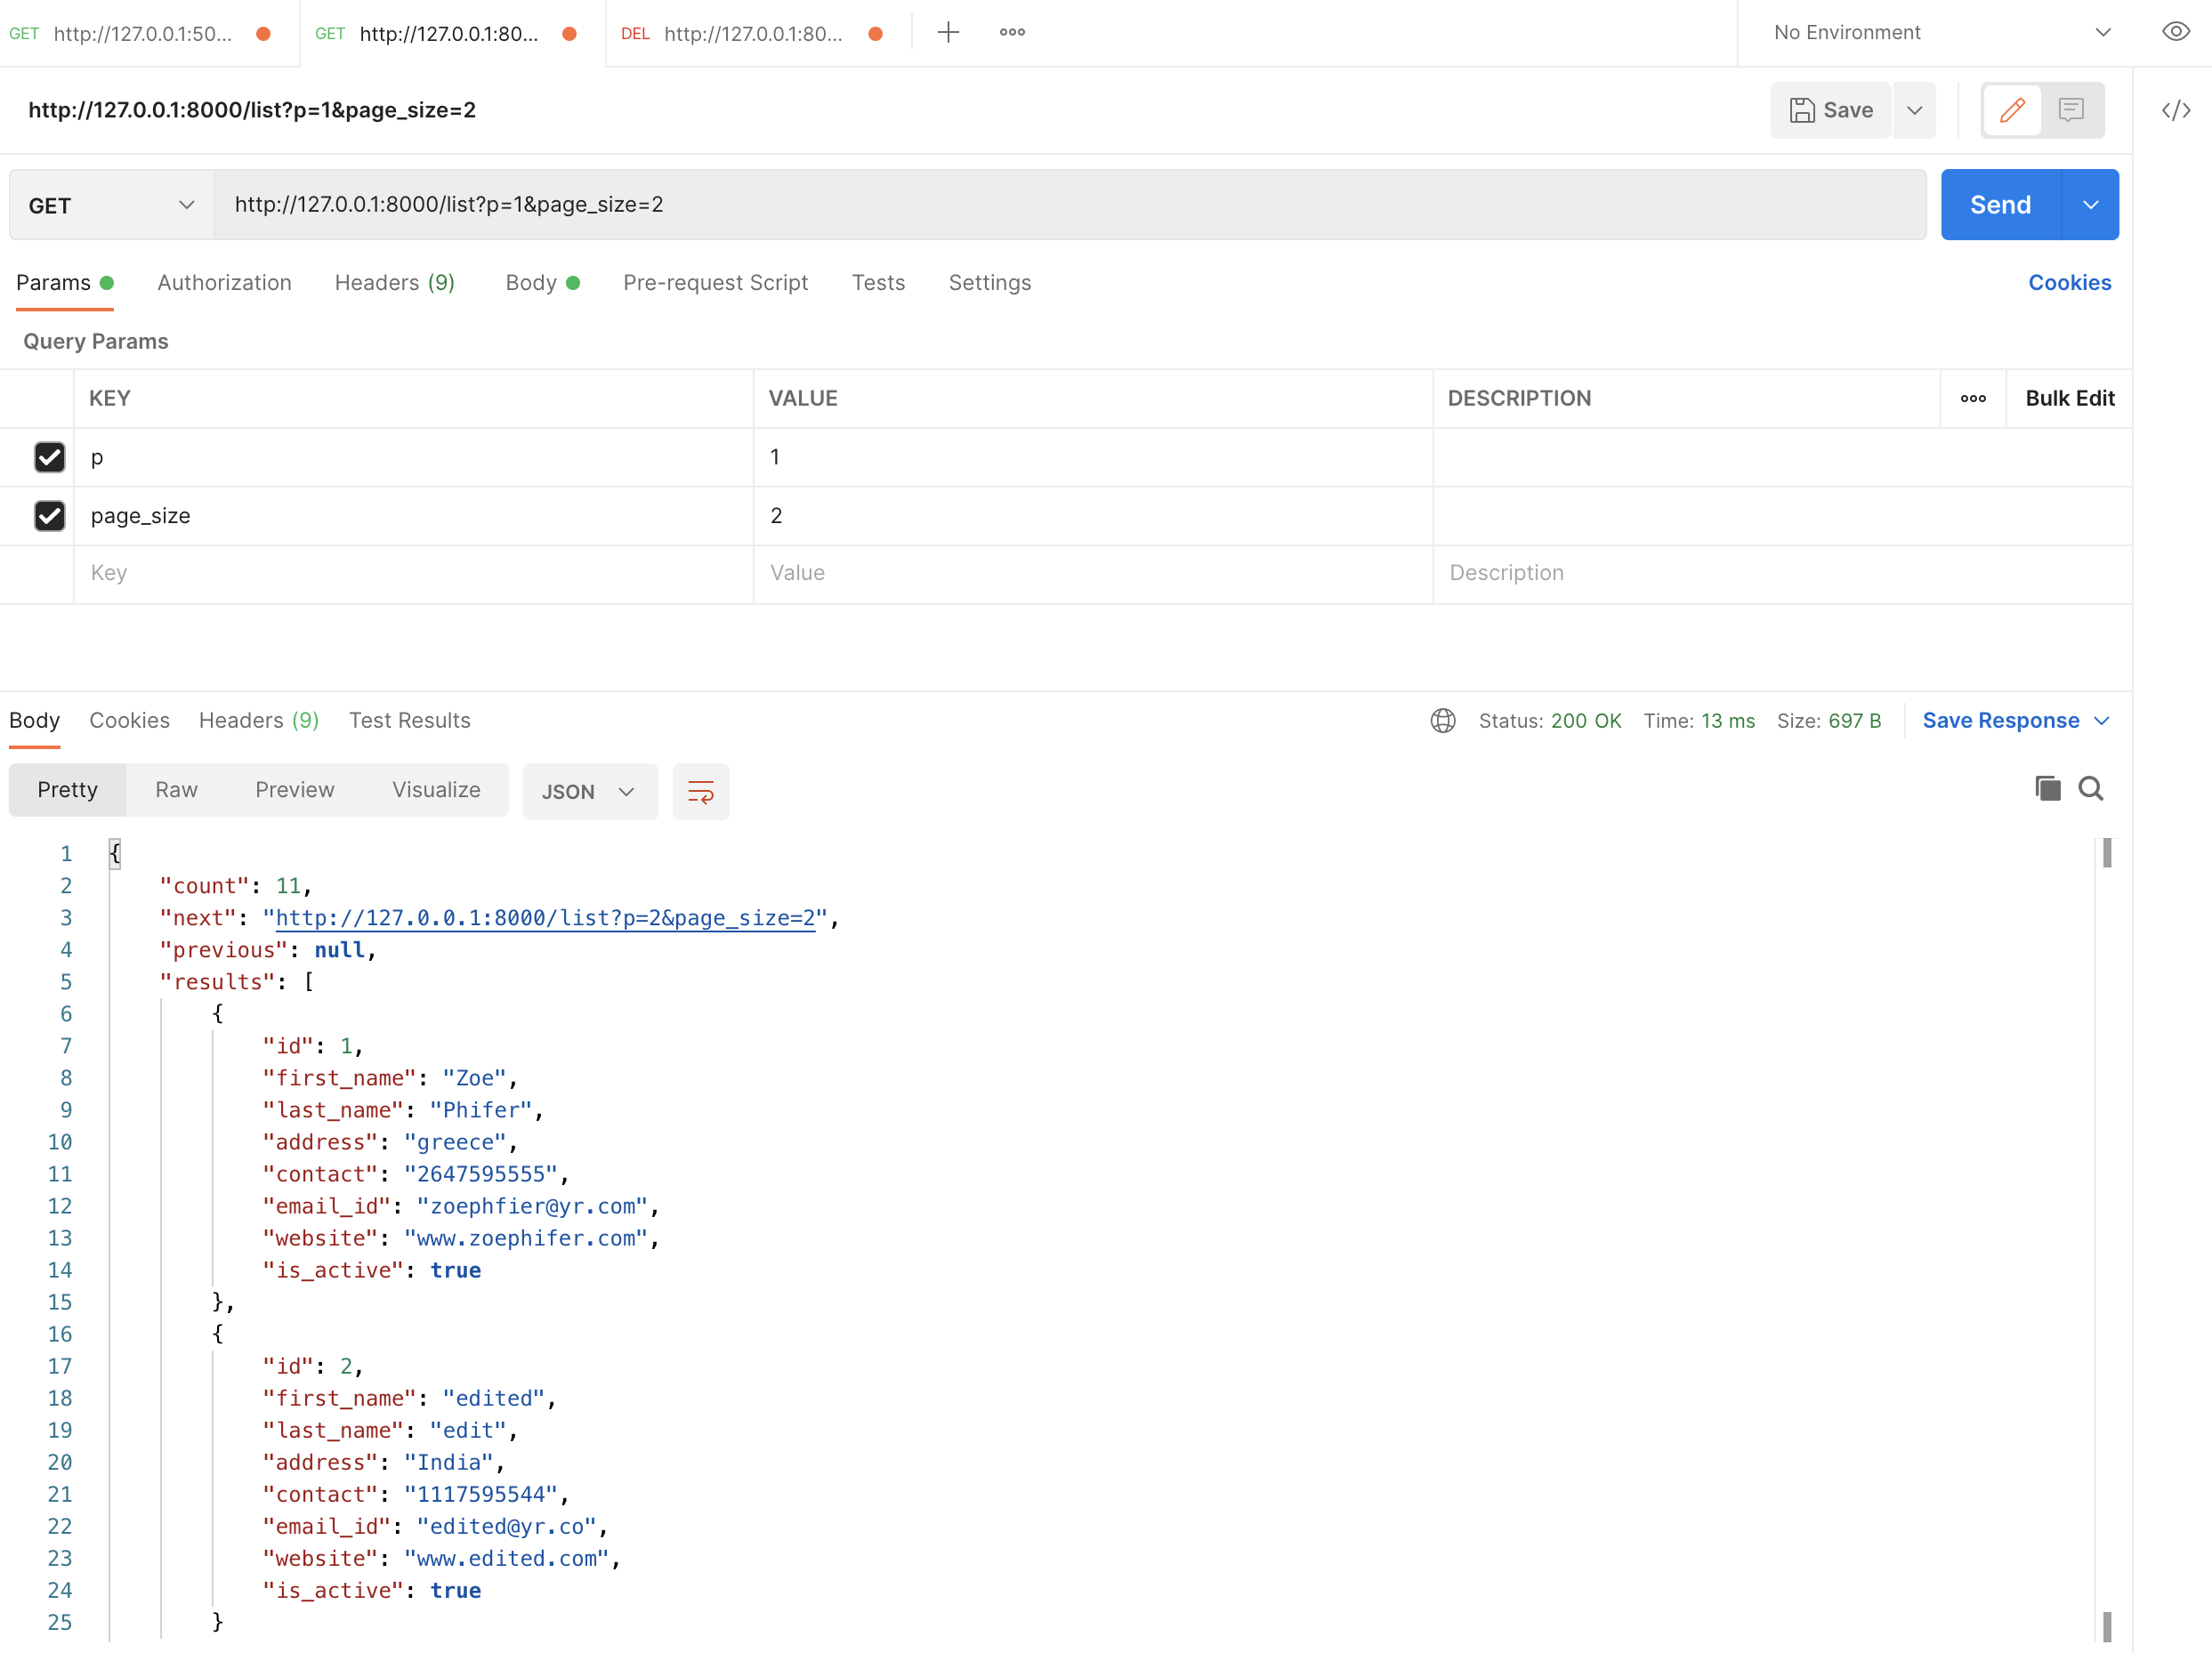 GET http://127.0.0.1:50... GET http://127.0.0.1:80... DEL http://127.0.0.1:80... No Environment
http://127.0.0.1:8000/list?p=1&page_size=2 Save </>
GET http://127.0.0.1:8000/list?p=1&page_size=2 Send
Params Authorization Headers (9) Body Pre-request Script Tests Settings Cookies
Query Params
KEY VALUE DESCRIPTION Bulk Edit
p 1
page_size 2
Key Value Description
Body Cookies Headers (9) Test Results Status: 200 OK Time: 13 ms Size: 697 B Save Response
Pretty Raw Preview Visualize JSON
1 {
2 "count": 11,
3 "next": "http://127.0.0.1:8000/list?p=2&page_size=2",
4 "previous": null,
5 "results": [
6 {
7 "id": 1,
8 "first_name": "Zoe",
9 "last_name": "Phifer",
10 "address": "greece",
11 "contact": "2647595555",
12 "email_id": "zoephfier@yr.com",
13 "website": "www.zoephifer.com",
14 "is_active": true
15 },
16 {
17 "id": 2,
18 "first_name": "edited",
19 "last_name": "edit",
20 "address": "India",
21 "contact": "1117595544",
22 "email_id": "edited@yr.co",
23 "website": "www.edited.com",
24 "is_active": true
25 }